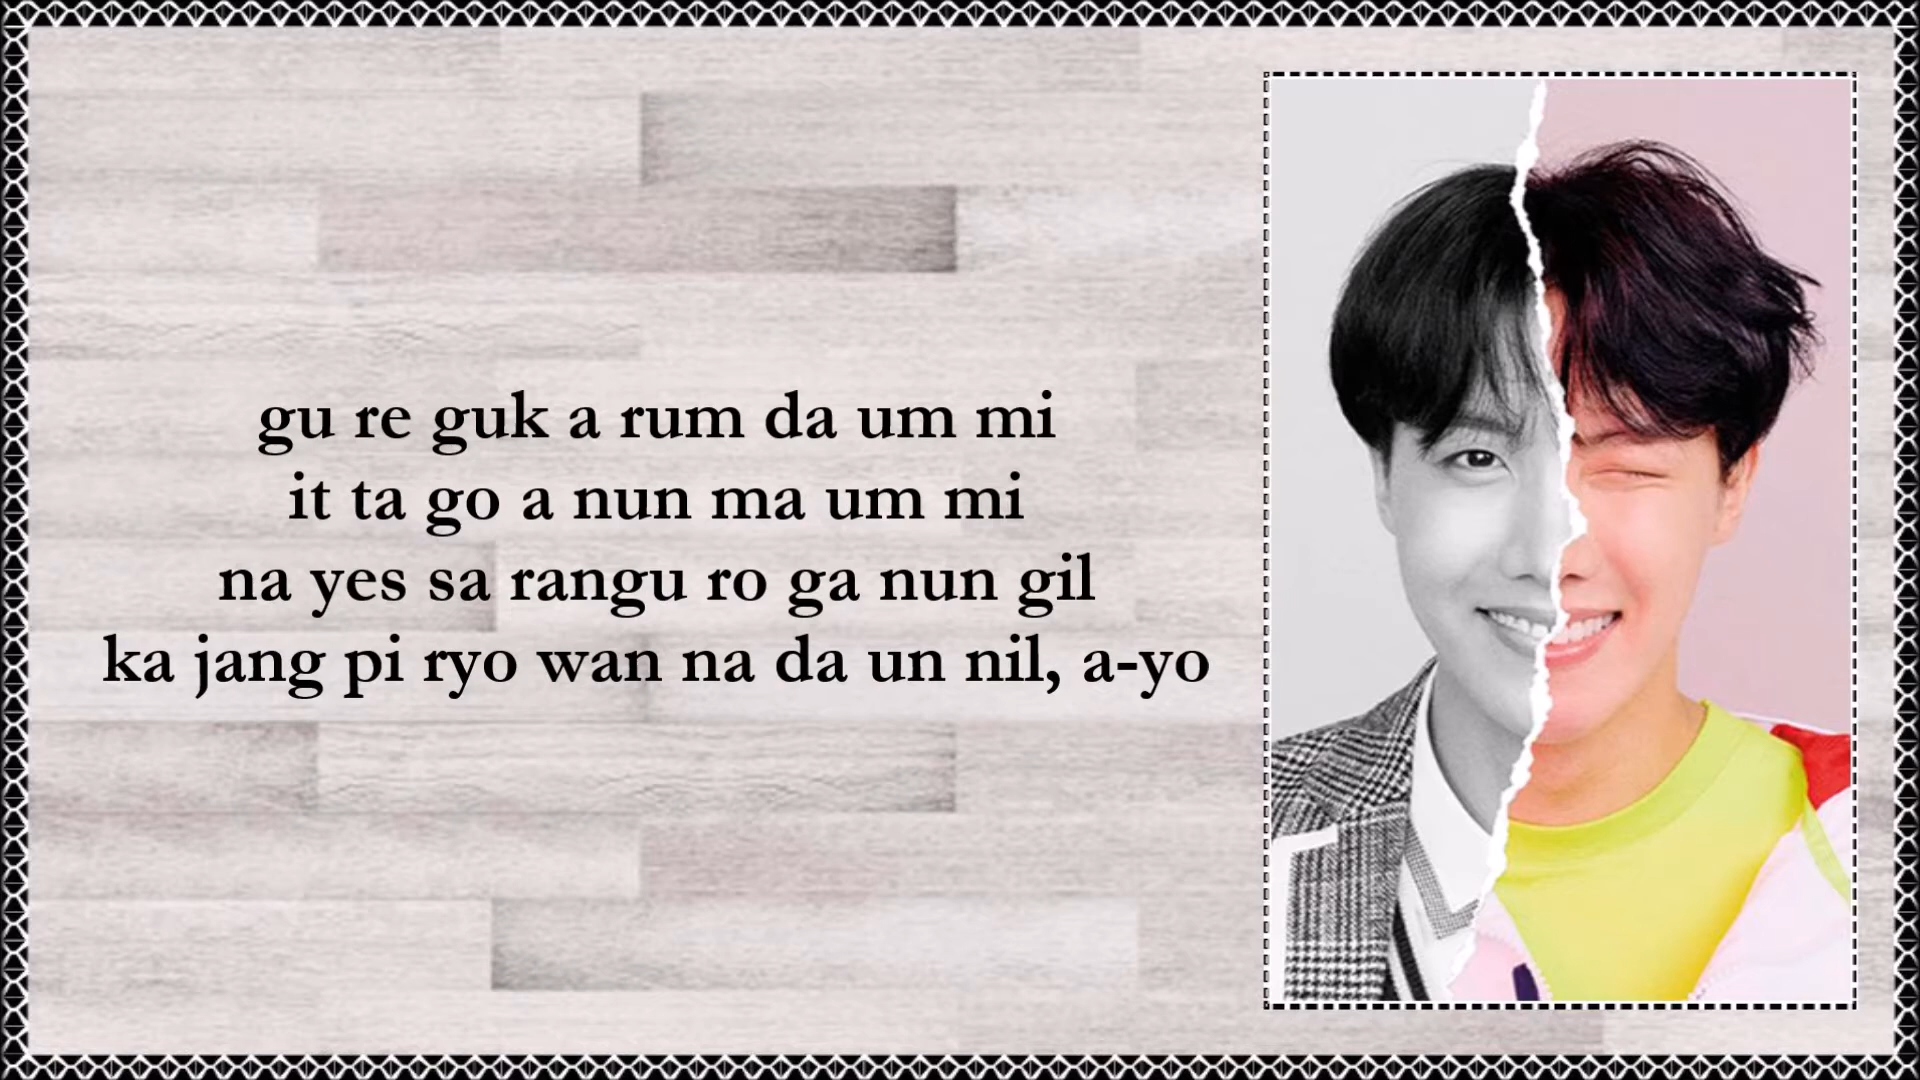 gu re guk a rum da um mi
it ta go a nun ma um mi
na yes sa rangu ro ga nun gil
ka jang pi ryo wan na da un nil, a-yo